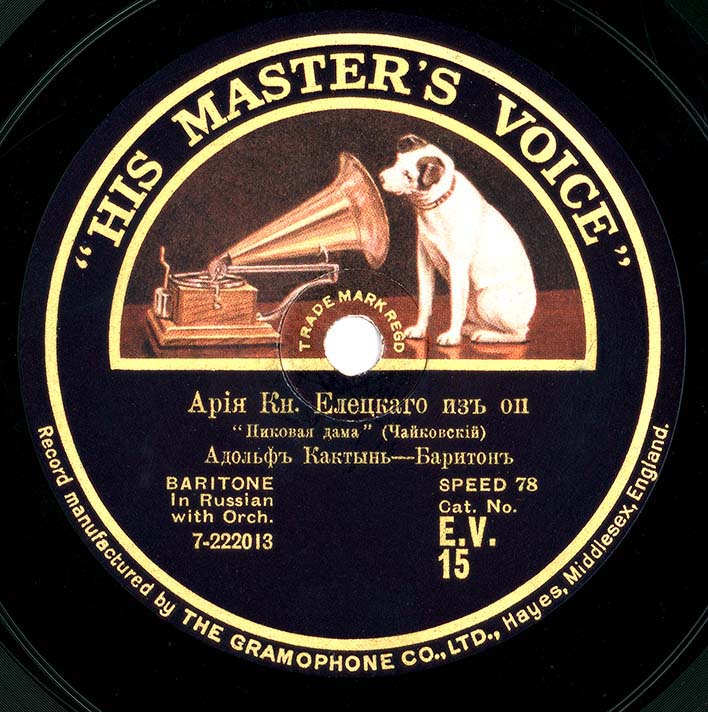 "HIS MASTER'S VOICE"
TRADE MARK REGD
Арія Кн. Елецкаго изъ оп
"Пиковая дама" (Чайковскій)
Адольфъ Кактынь—Баритонъ
BARITONE
In Russian
with Orch.
7-222013
SPEED 78
Cat. No.
E.V.
15
Record manufactured by THE GRAMOPHONE CO., LTD., Hayes, Middlesex, England.